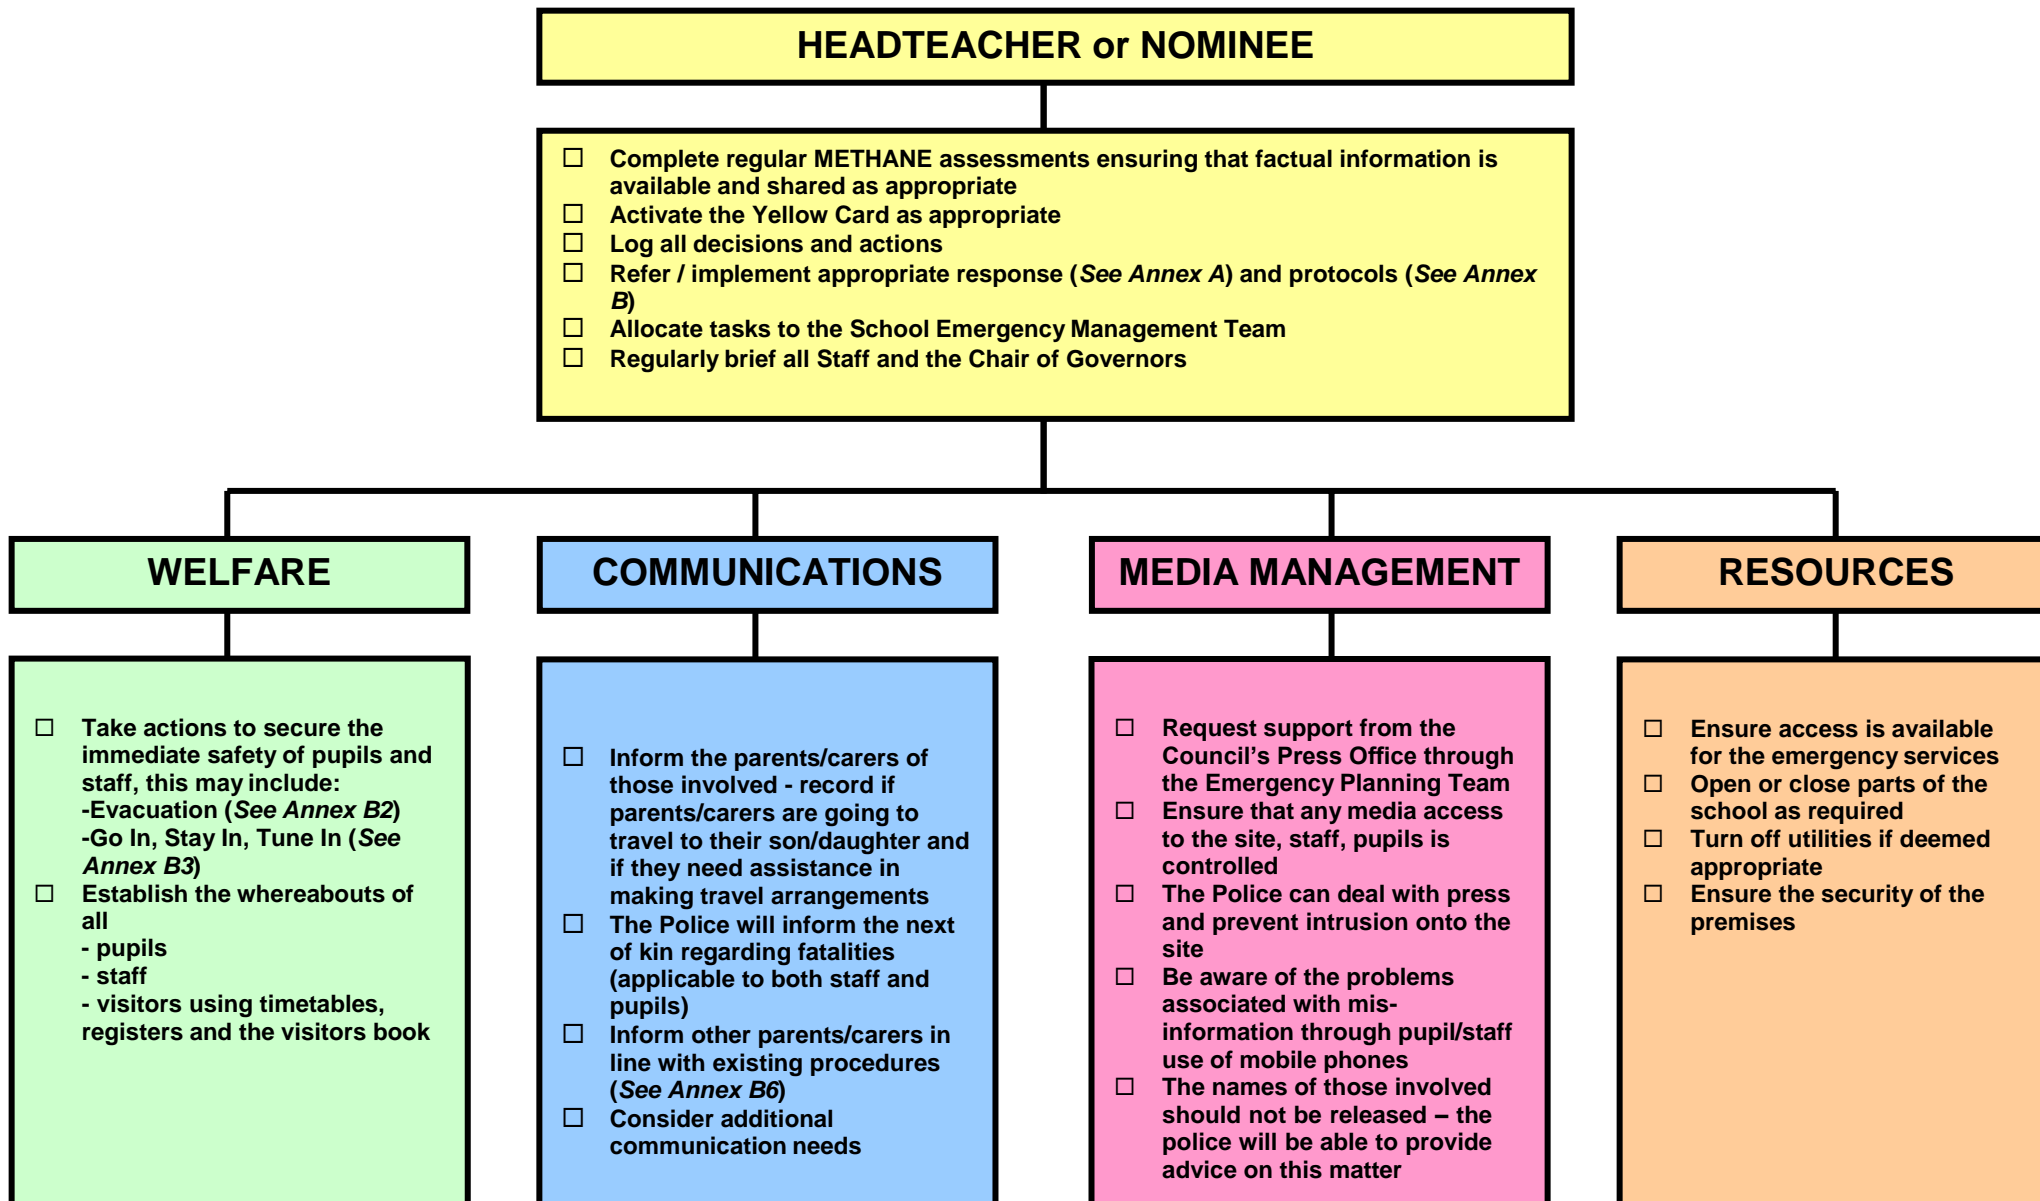 HEADTEACHER or NOMINEE
☐ Complete regular METHANE assessments ensuring that factual information is
available and shared as appropriate
☐ Activate the Yellow Card as appropriate
☐ Log all decisions and actions
☐ Refer / implement appropriate response (See Annex A) and protocols (See Annex
B)
☐ Allocate tasks to the School Emergency Management Team
☐ Regularly brief all Staff and the Chair of Governors
WELFARE
☐ Take actions to secure the
immediate safety of pupils and
staff, this may include:
-Evacuation (See Annex B2)
-Go In, Stay In, Tune In (See
Annex B3)
☐ Establish the whereabouts of
all
- pupils
- staff
- visitors using timetables,
registers and the visitors book
COMMUNICATIONS
☐ Inform the parents/carers of
those involved - record if
parents/carers are going to
travel to their son/daughter and
if they need assistance in
making travel arrangements
☐ The Police will inform the next
of kin regarding fatalities
(applicable to both staff and
pupils)
☐ Inform other parents/carers in
line with existing procedures
(See Annex B6)
☐ Consider additional
communication needs
MEDIA MANAGEMENT
☐ Request support from the
Council’s Press Office through
the Emergency Planning Team
☐ Ensure that any media access
to the site, staff, pupils is
controlled
☐ The Police can deal with press
and prevent intrusion onto the
site
☐ Be aware of the problems
associated with mis-
information through pupil/staff
use of mobile phones
☐ The names of those involved
should not be released – the
police will be able to provide
advice on this matter
RESOURCES
☐ Ensure access is available
for the emergency services
☐ Open or close parts of the
school as required
☐ Turn off utilities if deemed
appropriate
☐ Ensure the security of the
premises